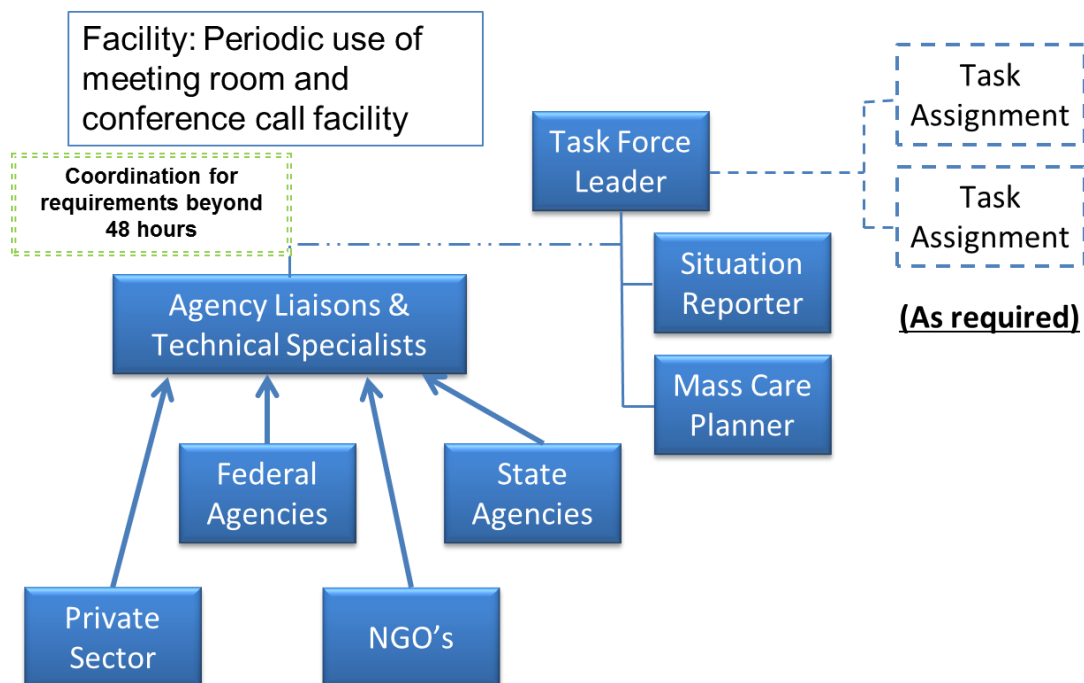 Facility: Periodic use of
meeting room and
conference call facility
Coordination for
requirements beyond
48 hours
Task Force
Leader
Task
Assignment
Task
Assignment
(As required)
Situation
Reporter
Mass Care
Planner
Agency Liaisons &
Technical Specialists
Federal
Agencies
State
Agencies
Private
Sector
NGO’s